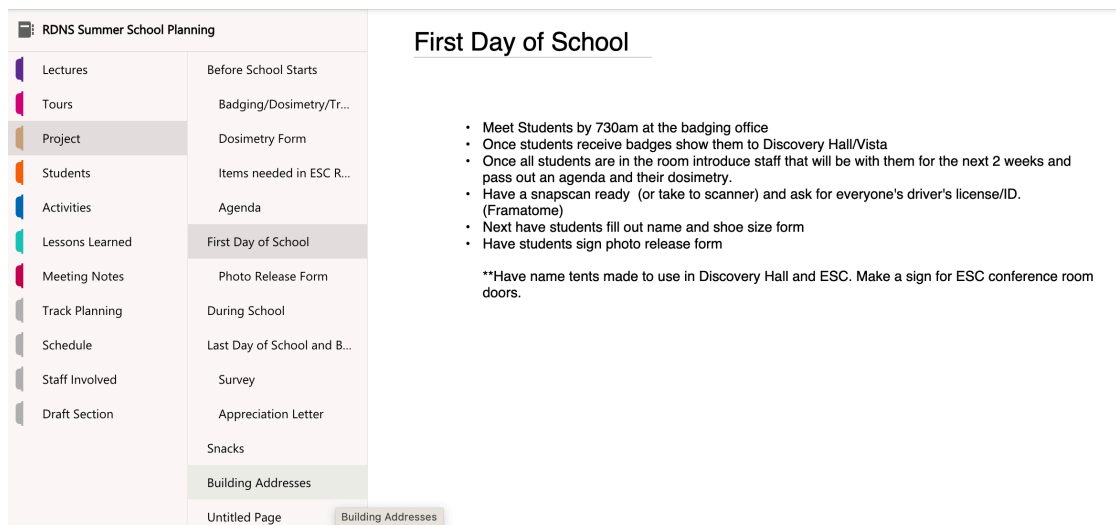 RDNS Summer School Planning
Lectures
Tours
Project
Students
Activities
Lessons Learned
Meeting Notes
Track Planning
Schedule
Staff Involved
Draft Section
Before School Starts
Badging/Dosimetry/Tr...
Dosimetry Form
Items needed in ESC R...
Agenda
First Day of School
Photo Release Form
During School
Last Day of School and B...
Survey
Appreciation Letter
Snacks
Building Addresses
Untitled Page
Building Addresses
First Day of School
• Meet Students by 730am at the badging office
• Once students receive badges show them to Discovery Hall/Vista
• Once all students are in the room introduce staff that will be with them for the next 2 weeks and
pass out an agenda and their dosimetry.
• Have a snapscan ready (or take to scanner) and ask for everyone's driver's license/ID.
(Framatome)
• Next have students fill out name and shoe size form
• Have students sign photo release form
**Have name tents made to use in Discovery Hall and ESC. Make a sign for ESC conference room
doors.